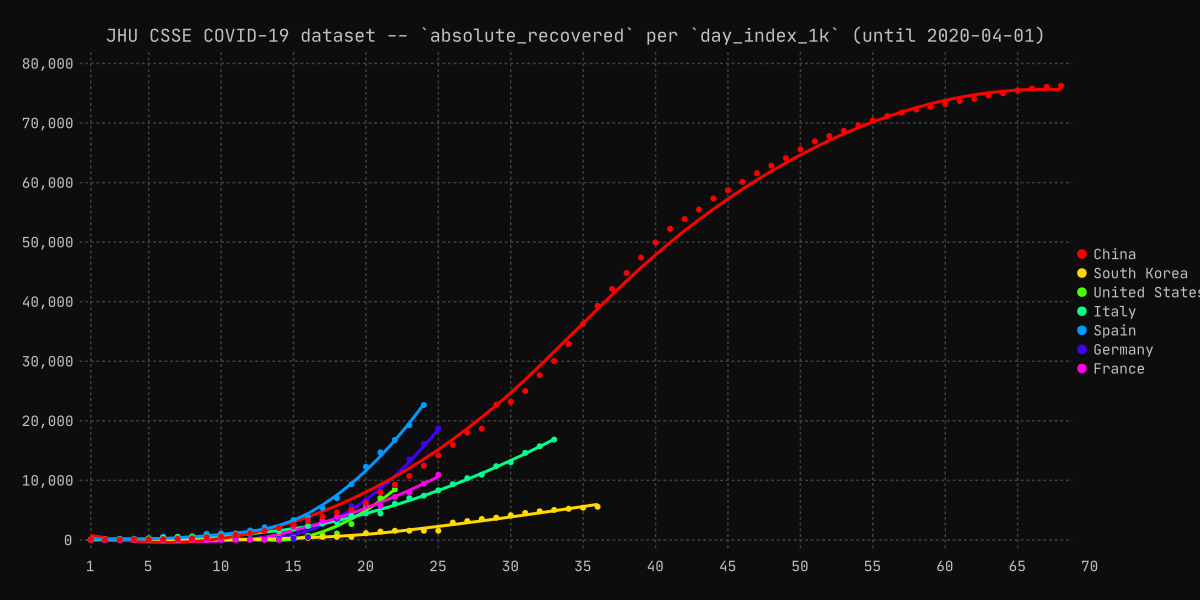 JHU CSSE COVID-19 dataset -- `absolute_recovered` per `day_index_1k` (until 2020-04-01)
80,000
70,000
60,000
50,000
40,000
30,000
20,000
10,000
0
1 5 10 15 20 25 30 35 40 45 50 55 60 65 70
China
South Korea
United States
Italy
Spain
Germany
France